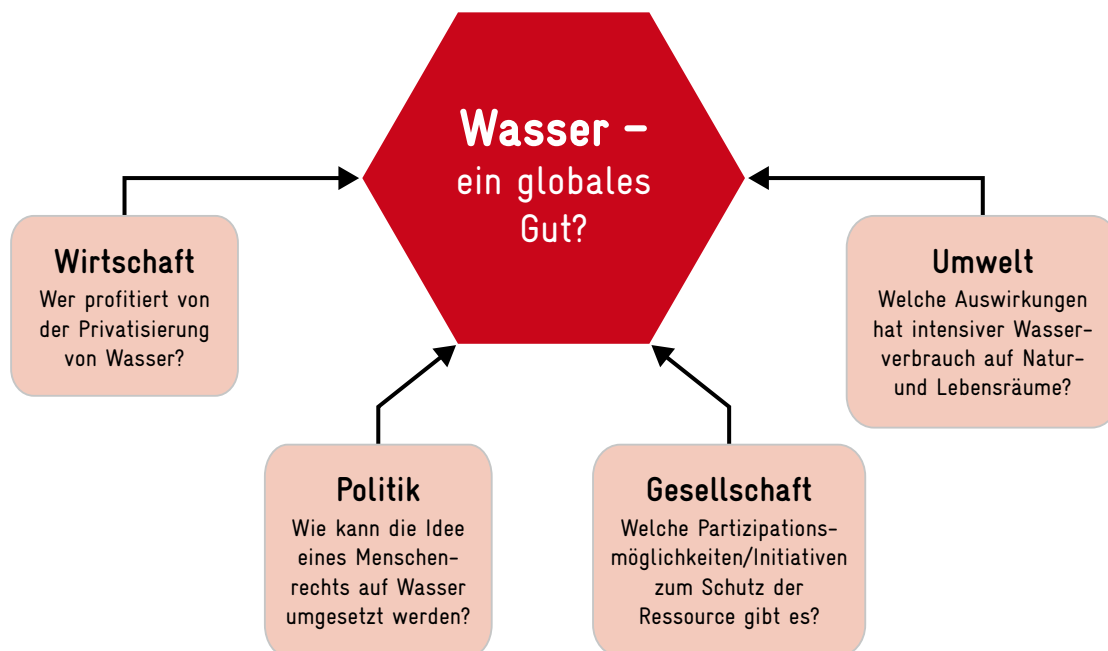 Wasser –
ein globales
Gut?
Wirtschaft
Wer profitiert von
der Privatisierung
von Wasser?
Umwelt
Welche Auswirkungen
hat intensiver Wasser-
verbrauch auf Natur-
und Lebensräume?
Politik
Wie kann die Idee
eines Menschen-
rechts auf Wasser
umgesetzt werden?
Gesellschaft
Welche Partizipations-
möglichkeiten/Initiativen
zum Schutz der
Ressource gibt es?